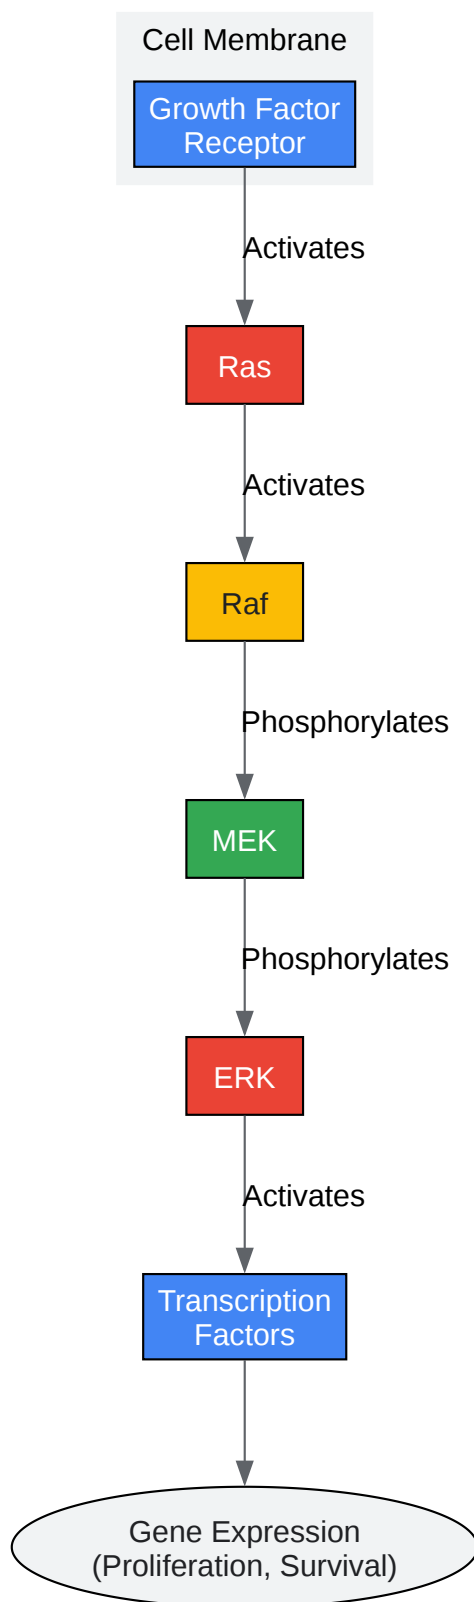 Cell Membrane
Growth Factor
Receptor
Activates
Ras
Activates
Raf
Phosphorylates
MEK
Phosphorylates
ERK
Activates
Transcription
Factors
Gene Expression
(Proliferation, Survival)